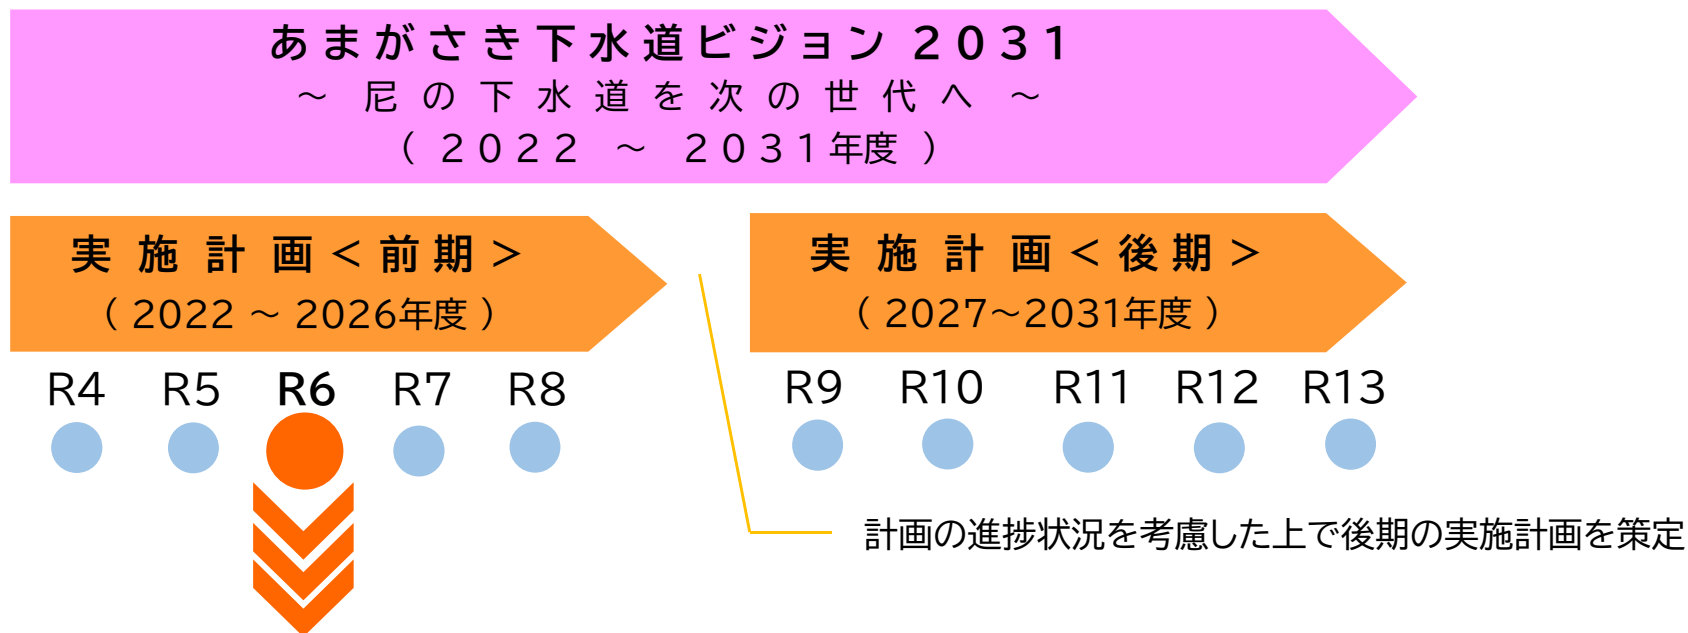 あまがさき下水道ビジョン 2031
～ 尼の下水道を次の世代へ ～
（ 2022 ～ 2031年度 ）
実施計画＜前期＞
（ 2022 ～ 2026年度 ）
実施計画＜後期＞
（ 2027～2031年度 ）
R4 R5 R6 R7 R8 R9 R10 R11 R12 R13
計画の進捗状況を考慮した上で後期の実施計画を策定